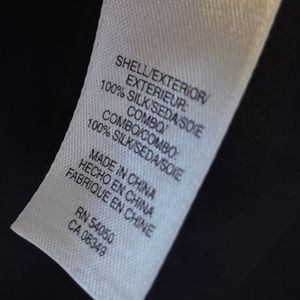 SHELL/EXTERIOR/
EXTERIEUR:
100% SILK/SEDA/SOIE
COMBO/
COMBO/COMBO:
100% SILK/SEDA/SOIE
MADE IN CHINA
HECHO EN CHINA
FABRIQUE EN CHINE
RN 54050
CA 08349